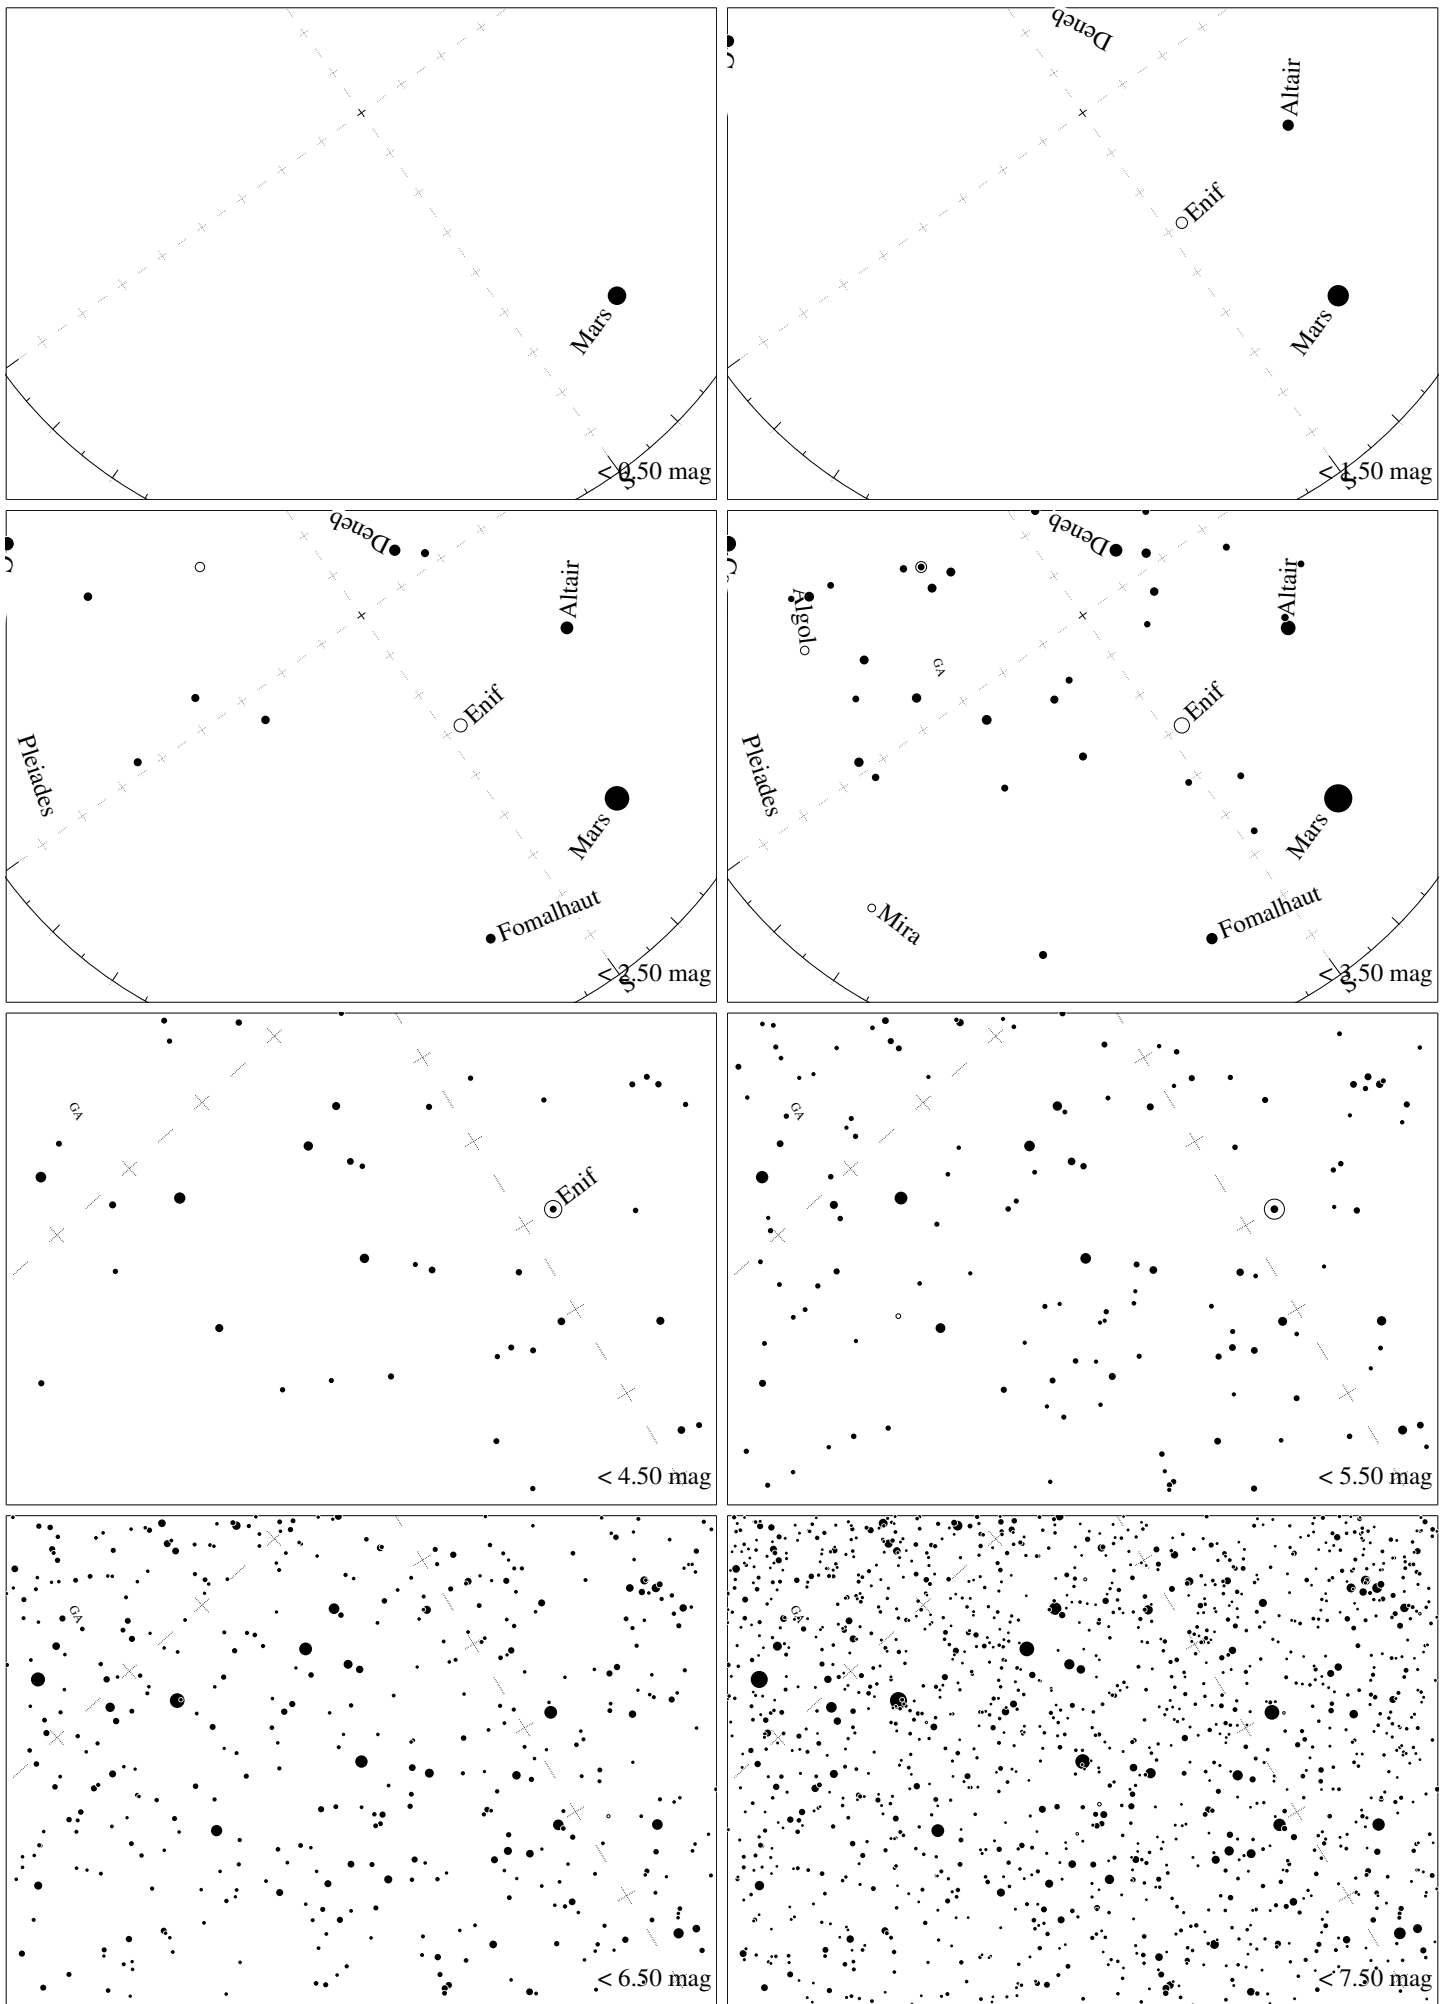 Mars
S
< 0.50 mag
Deneb
C
Altair
Enif
Mars
S
< 1.50 mag
Deneb
C
Altair
Enif
Pleiades
Mars
Fomalhaut
S
< 2.50 mag
Deneb
C
Altair
Algol
GA
Enif
Pleiades
Mars
Mira
Fomalhaut
S
< 3.50 mag
GA
Enif
< 4.50 mag
GA
< 5.50 mag
GA
< 6.50 mag
GA
< 7.50 mag